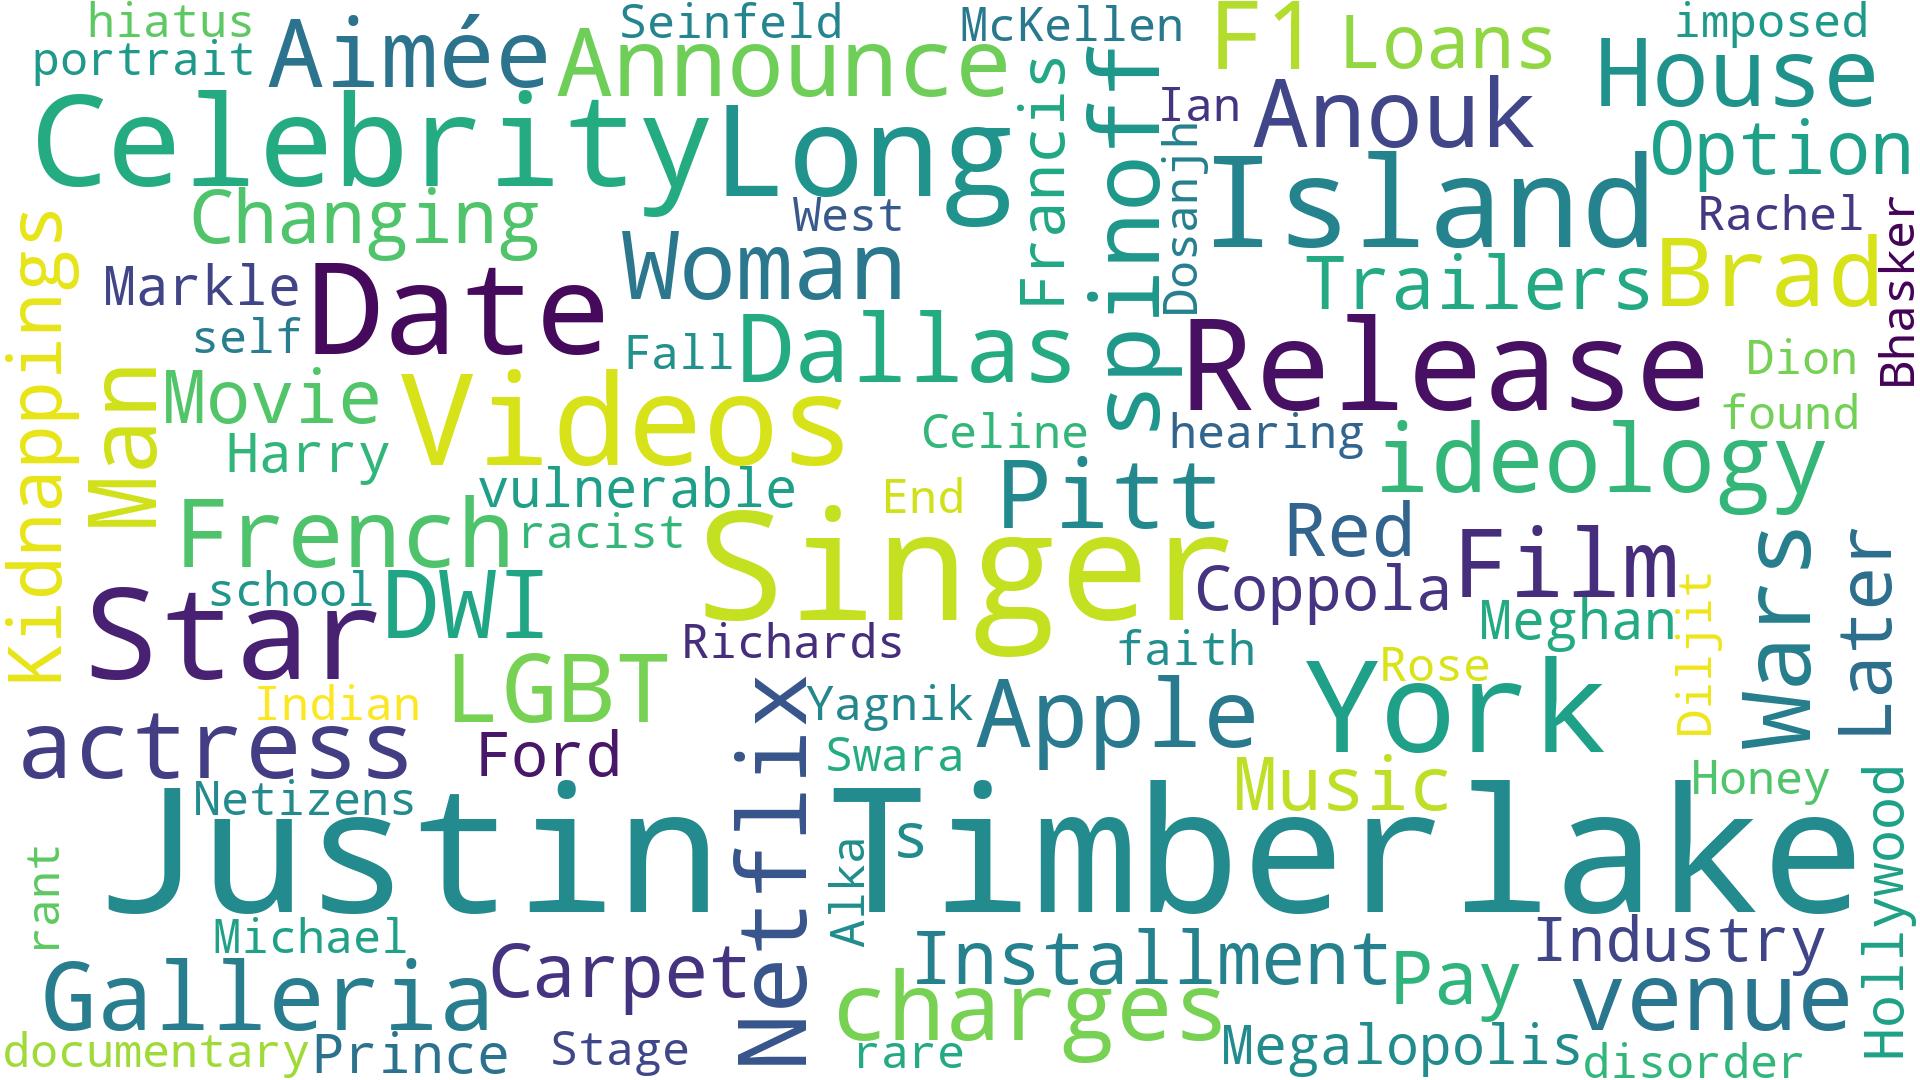 hiatus
Seinfeld
McKellen
F1
Loans
imposed
portrait
Aimée
Announce
House
Francis
spinoff
Ian
Anouk
Celebrity
Long
Option
Dosanjh
Island
Changing
West
Rachel
Bhasker
Kidnappings
Woman
Markle
Date
Trailers
Brad
self
Fall
Dallas
Release
Dion
Man
Movie
Videos
found
Celine
hearing
Harry
ideology
vulnerable
End
Pitt
French
racist
Singer
Red
Film
Wars
Later
school
DWI
Coppola
Star
Meghan
Diljit
Richards
faith
LGBT
Rose
York
Indian
Netflix
Yagnik
Apple
actress
Ford
Swara
Music
Honey
Hollywood
Netizens
Justin
Timberlake
s
Alka
rant
Michael
Industry
Carpet
Installment
Pay
Galleria
charges
venue
documentary
Prince
Stage
rare
Megalopolis
disorder